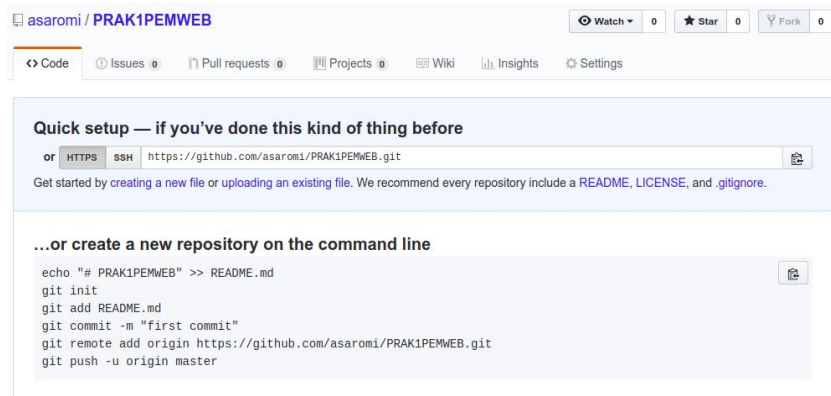 asaromi / PRAK1PEMWEB
Watch 0 Star 0 Fork 0
Code Issues 0 Pull requests 0 Projects 0 Wiki Insights Settings
Quick setup — if you’ve done this kind of thing before
or HTTPS SSH https://github.com/asaromi/PRAK1PEMWEB.git
Get started by creating a new file or uploading an existing file. We recommend every repository include a README, LICENSE, and .gitignore.
…or create a new repository on the command line
echo "# PRAK1PEMWEB" >> README.md
git init
git add README.md
git commit -m "first commit"
git remote add origin https://github.com/asaromi/PRAK1PEMWEB.git
git push -u origin master